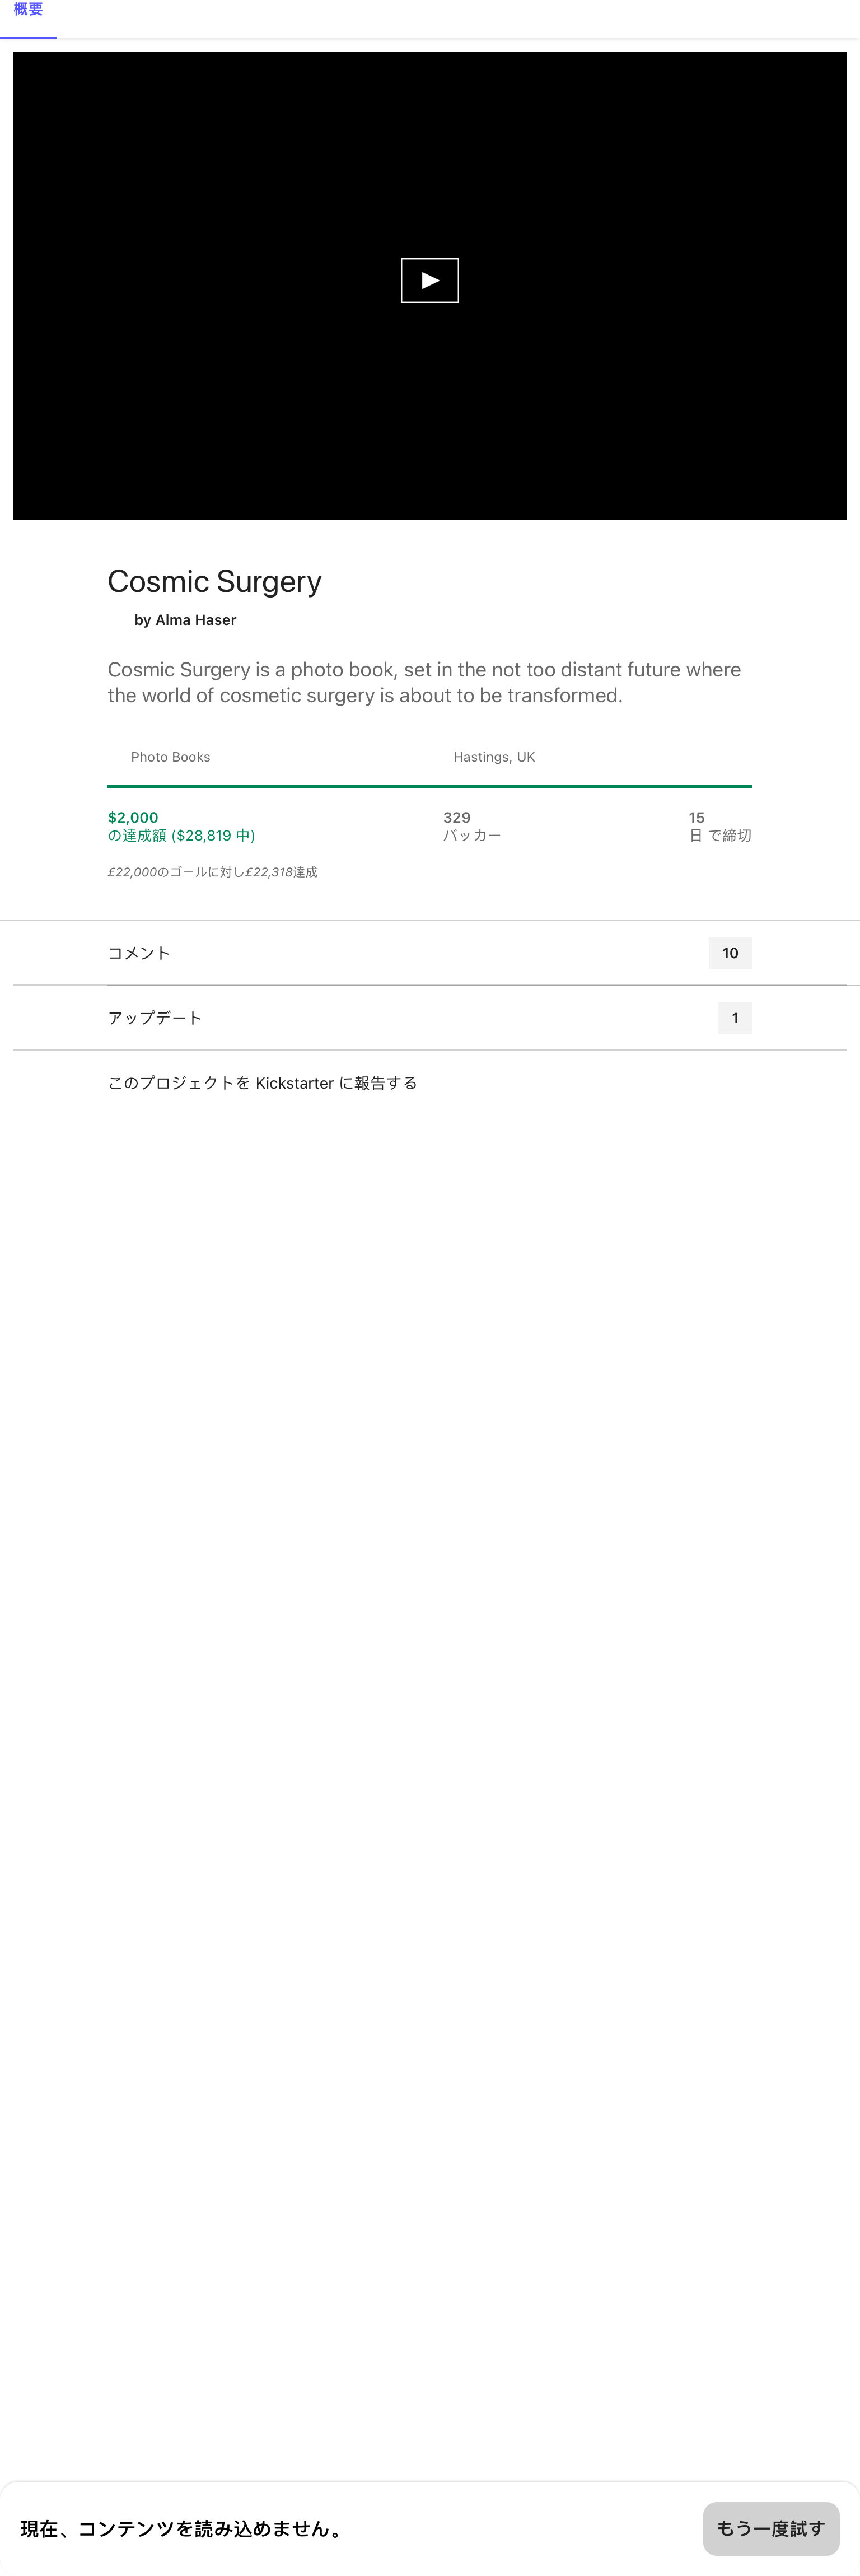 概要
Cosmic Surgery
by Alma Haser
Cosmic Surgery is a photo book, set in the not too distant future where
the world of cosmetic surgery is about to be transformed.
Photo Books
Hastings, UK
$2,000
の達成額 ($28,819 中)
329
バッカー
15
日 で締切
£22,000のゴールに対し£22,318達成
コメント
10
アップデート
1
このプロジェクトを Kickstarter に報告する
現在、コンテンツを読み込めません。
もう一度試す